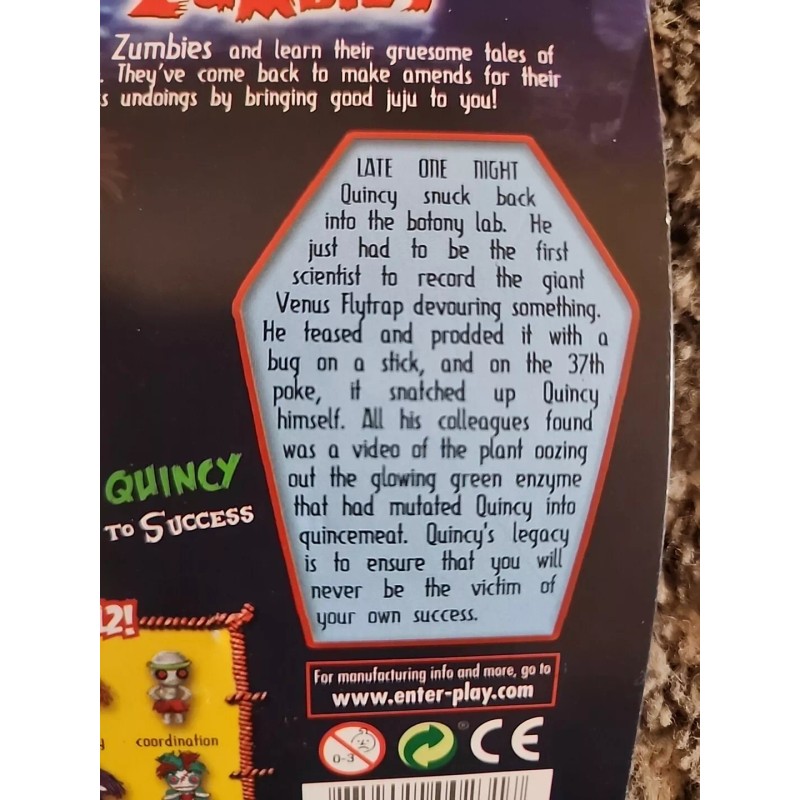 ZUMBIES
Zumbies and learn their gruesome tales of
. They've come back to make amends for their
s undoings by bringing good juju to you!
LATE ONE NIGHT
Quincy snuck back
into the botony lab. He
just had to be the first
scientist to record the giant
Venus Flytrap devouring something.
He teased and prodded it with a
bug on a stick, and on the 37th
poke, it snatched up Quincy
himself. All his colleagues found
was a video of the plant oozing
out the glowing green enzyme
that had mutated Quincy into
quincemeat. Quincy's legacy
is to ensure that you will
never be the victim of
your own success.
QUINCY
TO SUCCESS
2!
coordination
For manufacturing info and more, go to
www.enter-play.com
0-3
®
CE